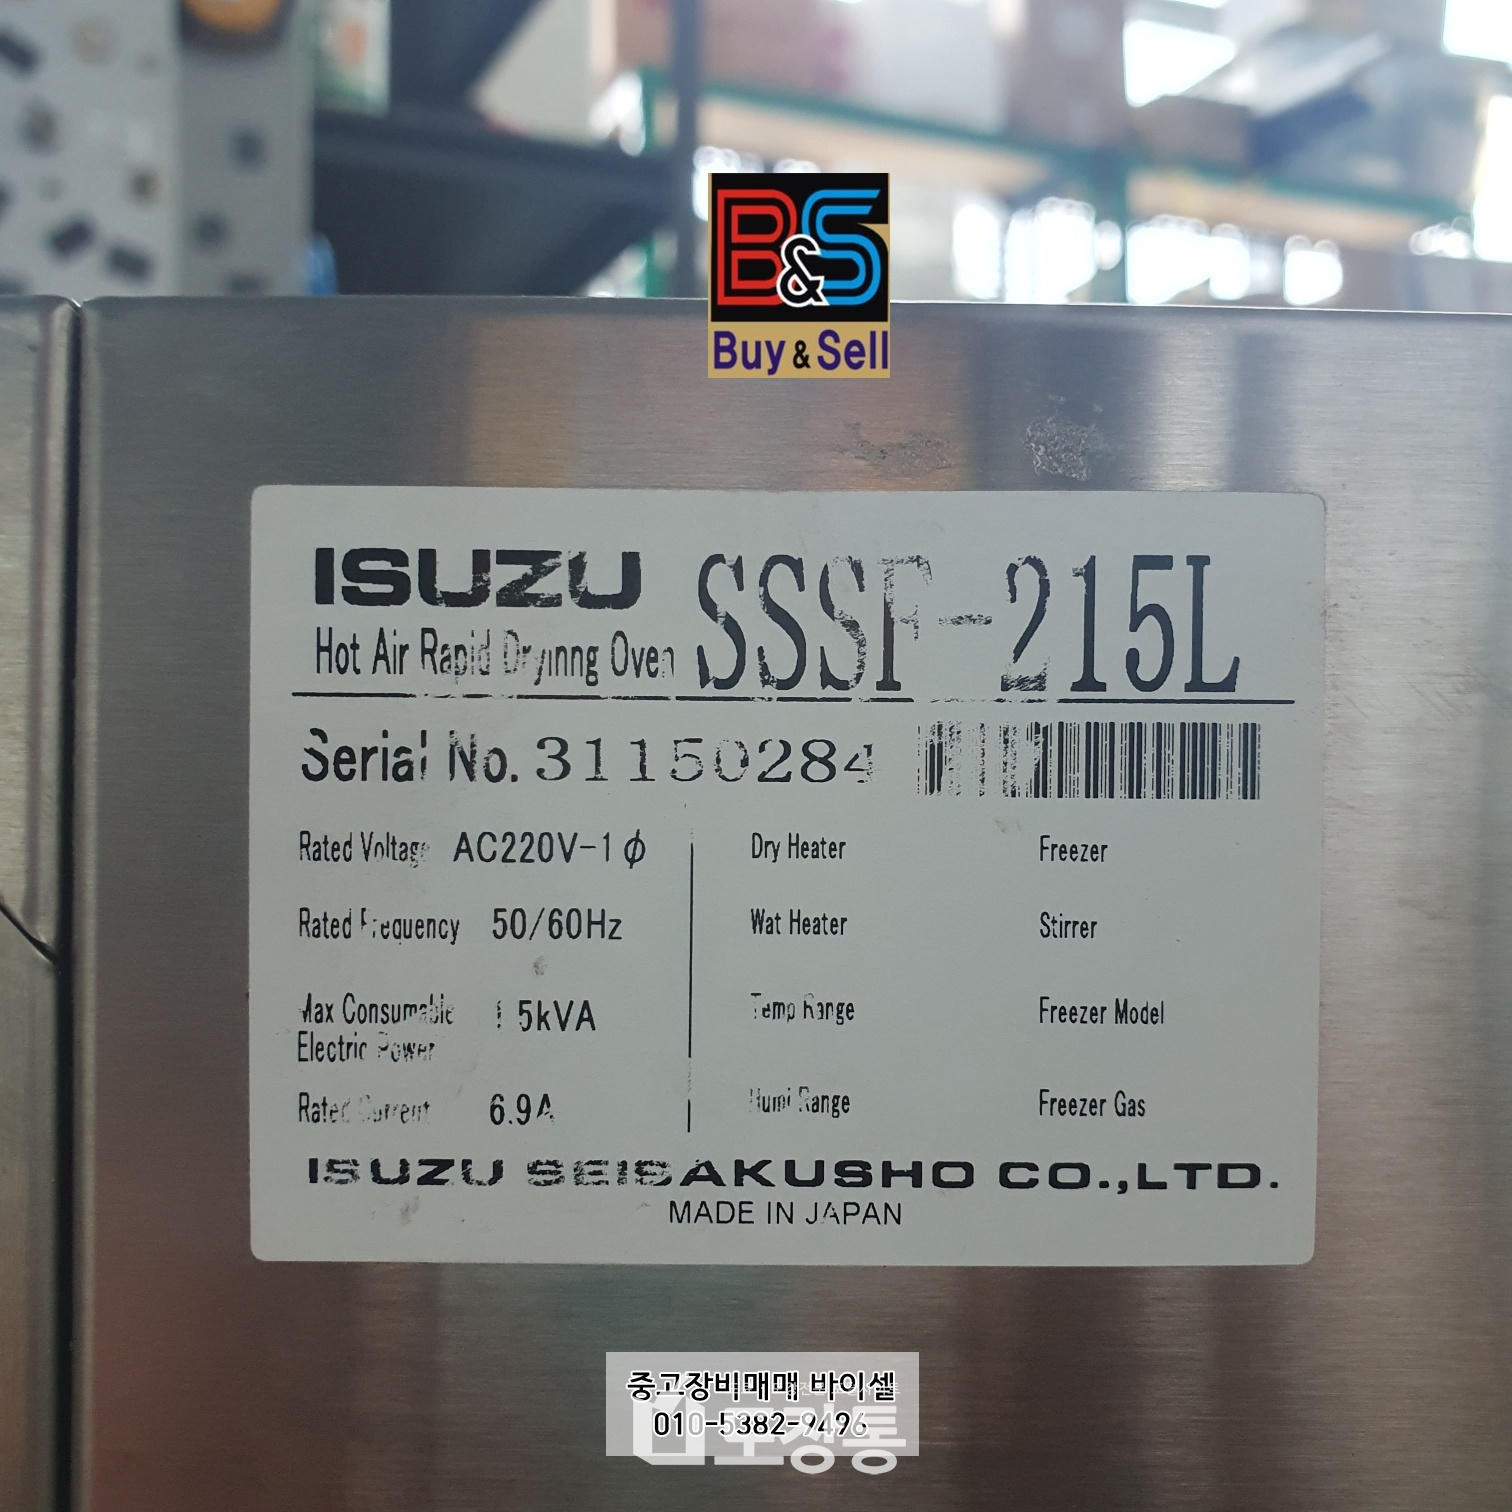 B&S
Buy & Sell
ISUZU SSSF-215L
Hot Air Rapid Dryinng Oven
Serial No. 31150284
Rated Voltage AC220V-1φ
Dry Heater
Freezer
Rated Frequency 50/60Hz
Wat Heater
Stirrer
Max Consumable 1.5kVA
Electric Power
Temp Range
Freezer Model
Rated Current 6.9A
Humi Range
Freezer Gas
ISUZU SEISAKUSHO CO.,LTD.
MADE IN JAPAN
중고장비매매 바이셀
010-5382-9496